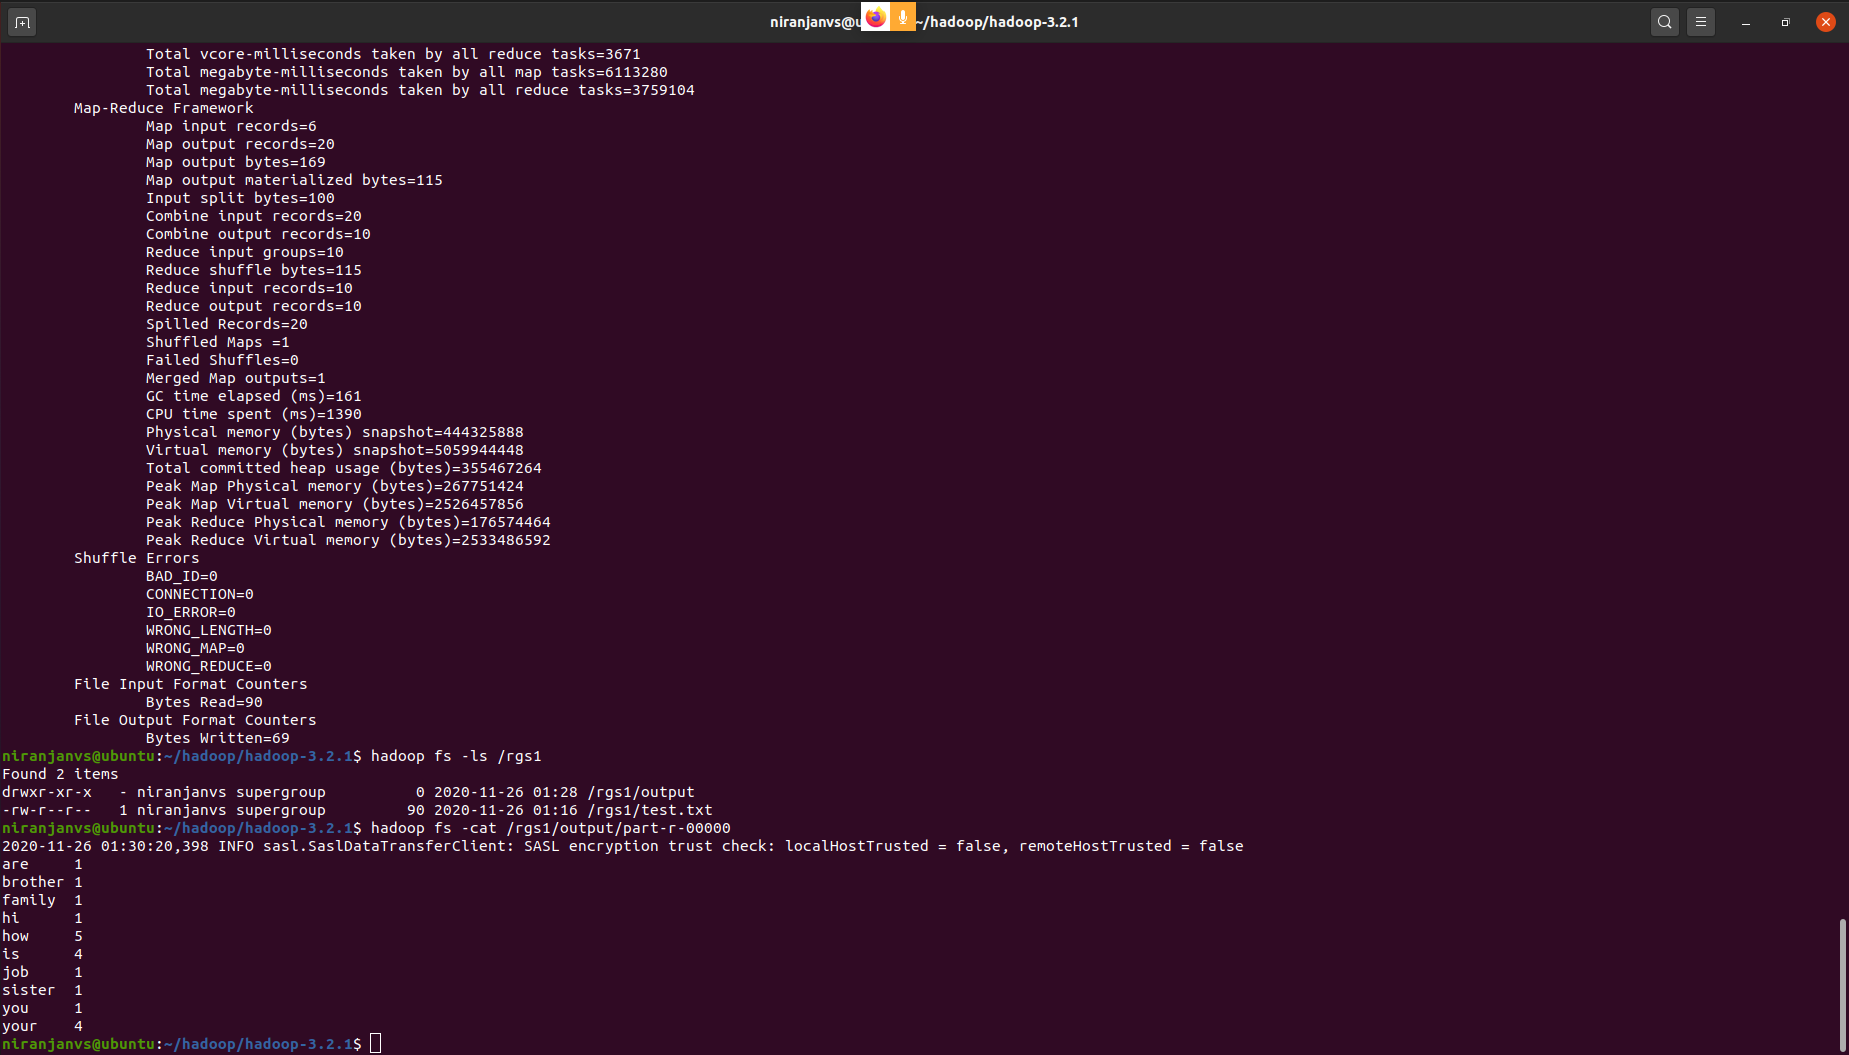 niranjanvs@u ~/hadoop/hadoop-3.2.1
Total vcore-milliseconds taken by all reduce tasks=3671
Total megabyte-milliseconds taken by all map tasks=6113280
Total megabyte-milliseconds taken by all reduce tasks=3759104
Map-Reduce Framework
Map input records=6
Map output records=20
Map output bytes=169
Map output materialized bytes=115
Input split bytes=100
Combine input records=20
Combine output records=10
Reduce input groups=10
Reduce shuffle bytes=115
Reduce input records=10
Reduce output records=10
Spilled Records=20
Shuffled Maps =1
Failed Shuffles=0
Merged Map outputs=1
GC time elapsed (ms)=161
CPU time spent (ms)=1390
Physical memory (bytes) snapshot=444325888
Virtual memory (bytes) snapshot=5059944448
Total committed heap usage (bytes)=355467264
Peak Map Physical memory (bytes)=267751424
Peak Map Virtual memory (bytes)=2526457856
Peak Reduce Physical memory (bytes)=176574464
Peak Reduce Virtual memory (bytes)=2533486592
Shuffle Errors
BAD_ID=0
CONNECTION=0
IO_ERROR=0
WRONG_LENGTH=0
WRONG_MAP=0
WRONG_REDUCE=0
File Input Format Counters
Bytes Read=90
File Output Format Counters
Bytes Written=69
niranjanvs@ubuntu:~/hadoop/hadoop-3.2.1$ hadoop fs -ls /rgs1
Found 2 items
drwxr-xr-x   - niranjanvs supergroup          0 2020-11-26 01:28 /rgs1/output
-rw-r--r--   1 niranjanvs supergroup         90 2020-11-26 01:16 /rgs1/test.txt
niranjanvs@ubuntu:~/hadoop/hadoop-3.2.1$ hadoop fs -cat /rgs1/output/part-r-00000
2020-11-26 01:30:20,398 INFO sasl.SaslDataTransferClient: SASL encryption trust check: localHostTrusted = false, remoteHostTrusted = false
are     1
brother 1
family  1
hi      1
how     5
is      4
job     1
sister  1
you     1
your    4
niranjanvs@ubuntu:~/hadoop/hadoop-3.2.1$